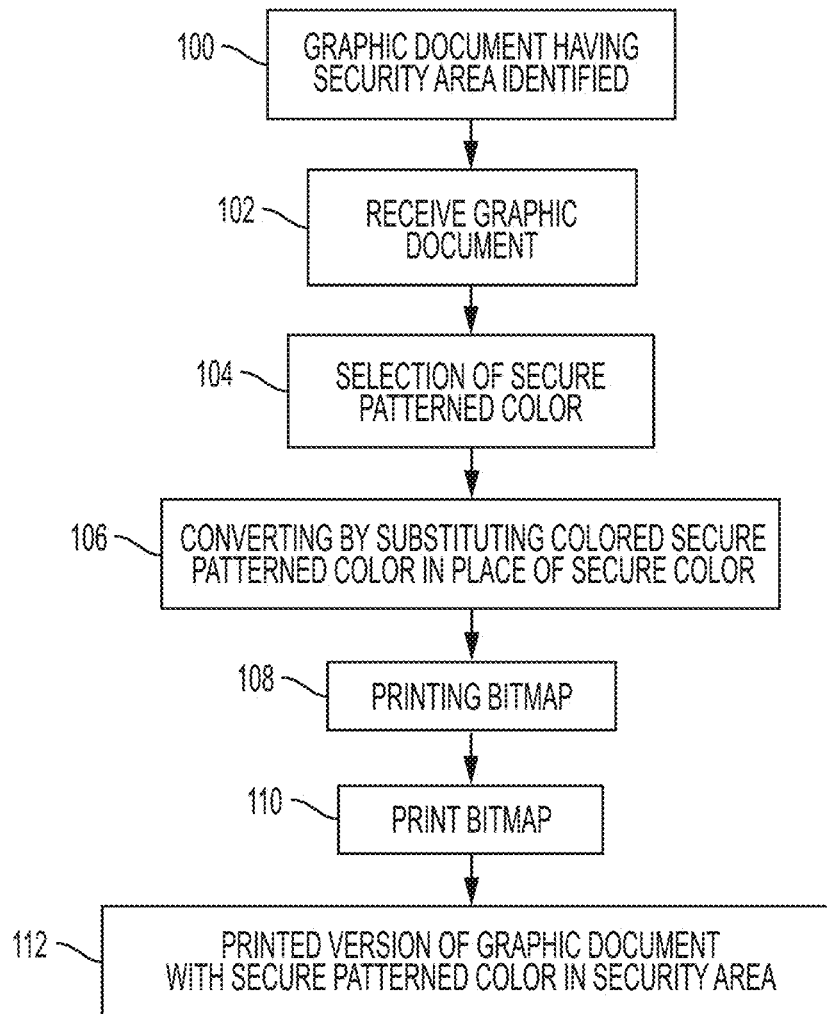 100
GRAPHIC DOCUMENT HAVING
SECURITY AREA IDENTIFIED
102
RECEIVE GRAPHIC
DOCUMENT
104
SELECTION OF SECURE
PATTERNED COLOR
106
CONVERTING BY SUBSTITUTING COLORED SECURE
PATTERNED COLOR IN PLACE OF SECURE COLOR
108
PRINTING BITMAP
110
PRINT BITMAP
112
PRINTED VERSION OF GRAPHIC DOCUMENT
WITH SECURE PATTERNED COLOR IN SECURITY AREA